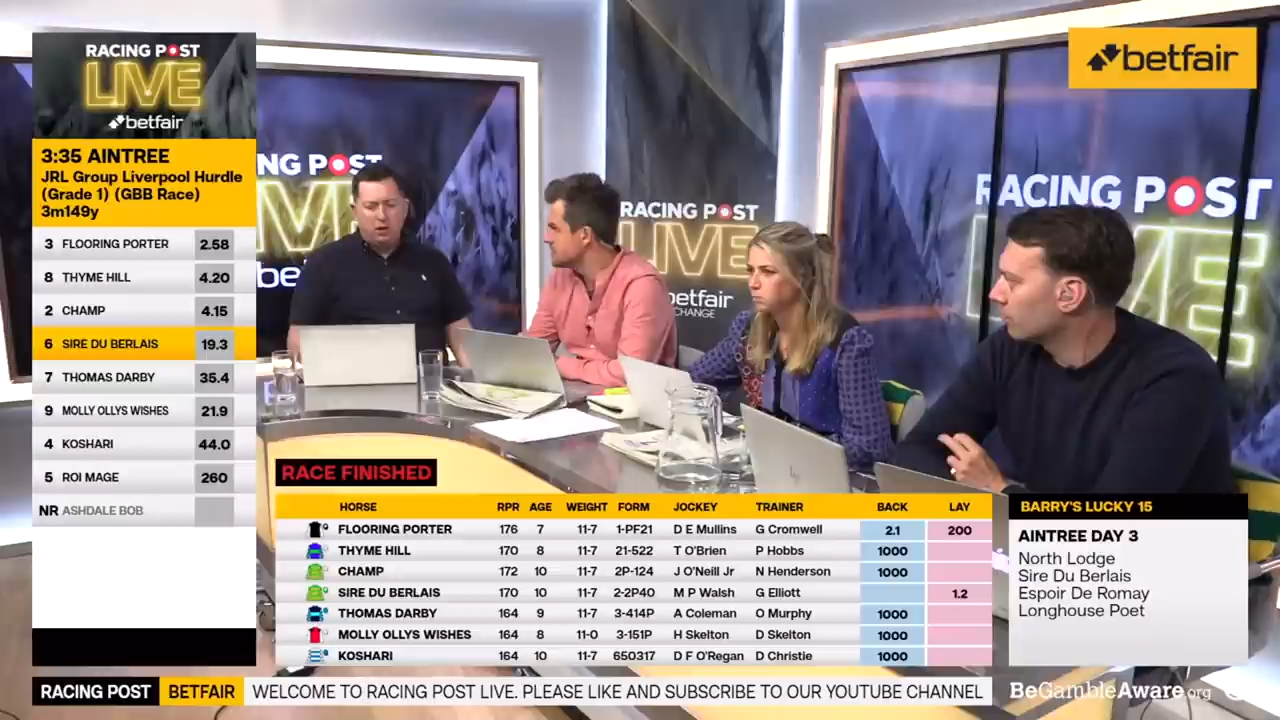 RACING POST
LIVE
betfair
3:35 AINTREE
JRL Group Liverpool Hurdle
(Grade 1) (GBB Race)
3m149y
3 FLOORING PORTER 2.58
8 THYME HILL 4.20
2 CHAMP 4.15
6 SIRE DU BERLAIS 19.3
7 THOMAS DARBY 35.4
9 MOLLY OLLYS WISHES 21.9
4 KOSHARI 44.0
5 ROI MAGE 260
NR ASHDALE BOB
betfair
NG POST
RACING POST
LIVE
betfair
CHANGE
RACING POST
LIVE
RACE FINISHED
HORSE RPR AGE WEIGHT FORM JOCKEY TRAINER BACK LAY
FLOORING PORTER 176 7 11-7 1-PF21 D E Mullins G Cromwell 2.1 200
THYME HILL 170 8 11-7 21-522 T O'Brien P Hobbs 1000
CHAMP 172 10 11-7 2P-124 J O'Neill Jr N Henderson 1000
SIRE DU BERLAIS 170 10 11-7 2-2P40 M P Walsh G Elliott 1.2
THOMAS DARBY 164 9 11-7 3-414P A Coleman O Murphy 1000
MOLLY OLLYS WISHES 164 8 11-0 3-151P H Skelton D Skelton 1000
KOSHARI 164 10 11-7 650317 D F O'Regan D Christie 1000
BARRY'S LUCKY 15
AINTREE DAY 3
North Lodge
Sire Du Berlais
Espoir De Romay
Longhouse Poet
RACING POST BETFAIR WELCOME TO RACING POST LIVE. PLEASE LIKE AND SUBSCRIBE TO OUR YOUTUBE CHANNEL
BeGambleAware.org